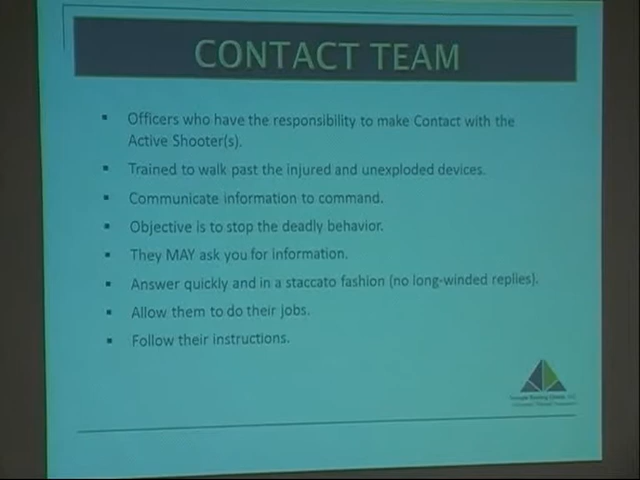 CONTACT TEAM
▪ Officers who have the responsibility to make Contact with the
Active Shooter(s).
▪ Trained to walk past the injured and unexploded devices.
▪ Communicate information to command.
▪ Objective is to stop the deadly behavior.
▪ They MAY ask you for information.
▪ Answer quickly and in a staccato fashion (no long-winded replies).
▪ Allow them to do their jobs.
▪ Follow their instructions.